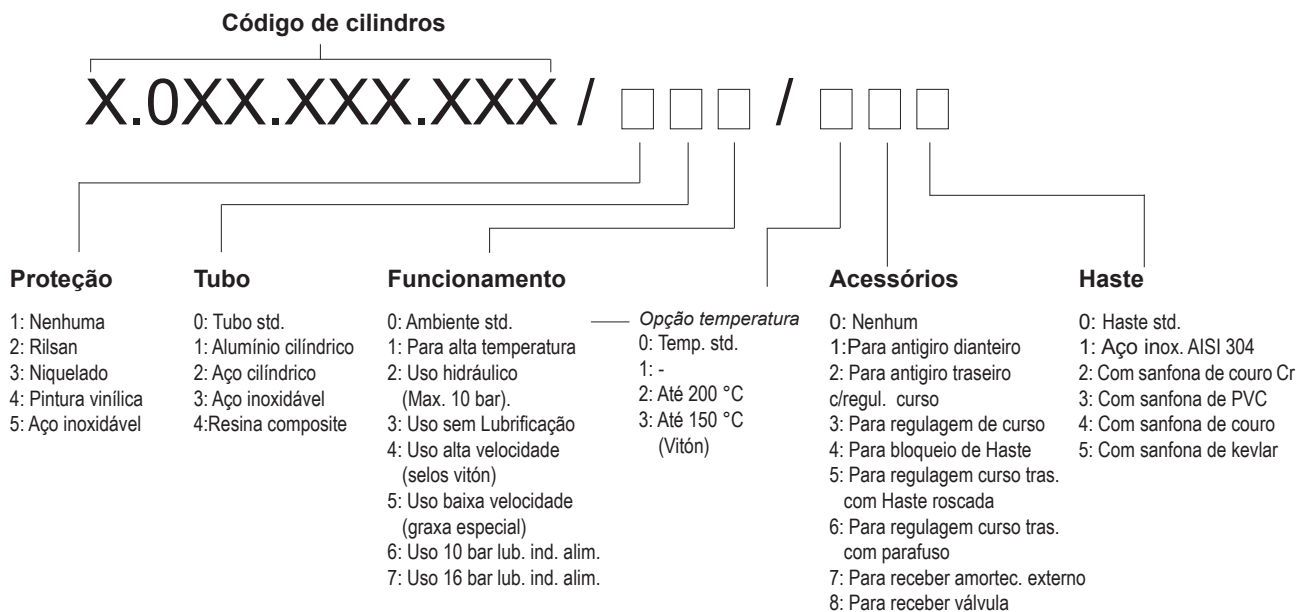 Código de cilindros
X.0XX.XXX.XXX / □ □ □ / □ □ □
Proteção
1: Nenhuma
2: Rilsan
3: Niquelado
4: Pintura vinílica
5: Aço inoxidável
Tubo
0: Tubo std.
1: Alumínio cilíndrico
2: Aço cilíndrico
3: Aço inoxidável
4:Resina composite
Funcionamento
0: Ambiente std.
1: Para alta temperatura
2: Uso hidráulico
(Max. 10 bar).
3: Uso sem Lubrificação
4: Uso alta velocidade
(selos vitón)
5: Uso baixa velocidade
(graxa especial)
6: Uso 10 bar lub. ind. alim.
7: Uso 16 bar lub. ind. alim.
Opção temperatura
0: Temp. std.
1: -
2: Até 200 °C
3: Até 150 °C
(Vitón)
Acessórios
0: Nenhum
1:Para antigiro dianteiro
2: Para antigiro traseiro
c/regul. curso
3: Para regulagem de curso
4: Para bloqueio de Haste
5: Para regulagem curso tras.
com Haste roscada
6: Para regulagem curso tras.
com parafuso
7: Para receber amortec. externo
8: Para receber válvula
Haste
0: Haste std.
1: Aço inox. AISI 304
2: Com sanfona de couro Cr
3: Com sanfona de PVC
4: Com sanfona de couro
5: Com sanfona de kevlar